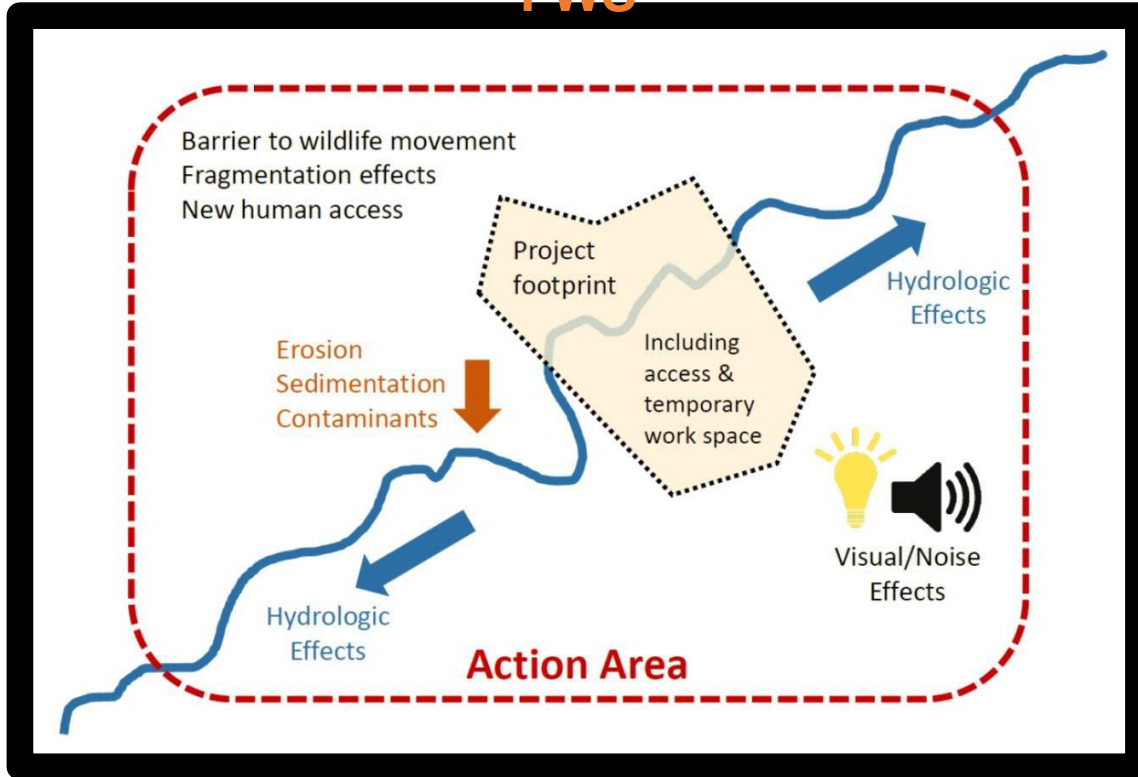 Barrier to wildlife movement
Fragmentation effects
New human access
Project
footprint
Hydrologic
Effects
Including
access &
temporary
work space
Erosion
Sedimentation
Contaminants
Visual/Noise
Effects
Hydrologic
Effects
Action Area